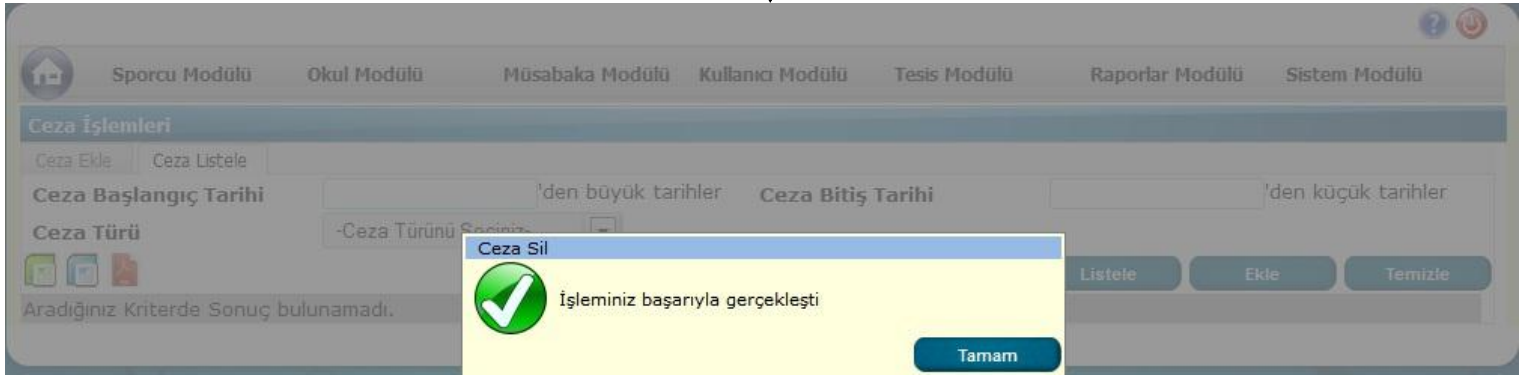 Sporcu Modülü Okul Modülü Müsabaka Modülü Kullanıcı Modülü Tesis Modülü Raporlar Modülü Sistem Modülü
Ceza İşlemleri
Ceza Ekle Ceza Listele
Ceza Başlangıç Tarihi 'den büyük tarihler Ceza Bitiş Tarihi 'den küçük tarihler
Ceza Türü -Ceza Türünü Seçiniz-
Ceza Sil
Listele Ekle Temizle
İşleminiz başarıyla gerçekleşti
Aradığınız Kriterde Sonuç bulunamadı.
Tamam